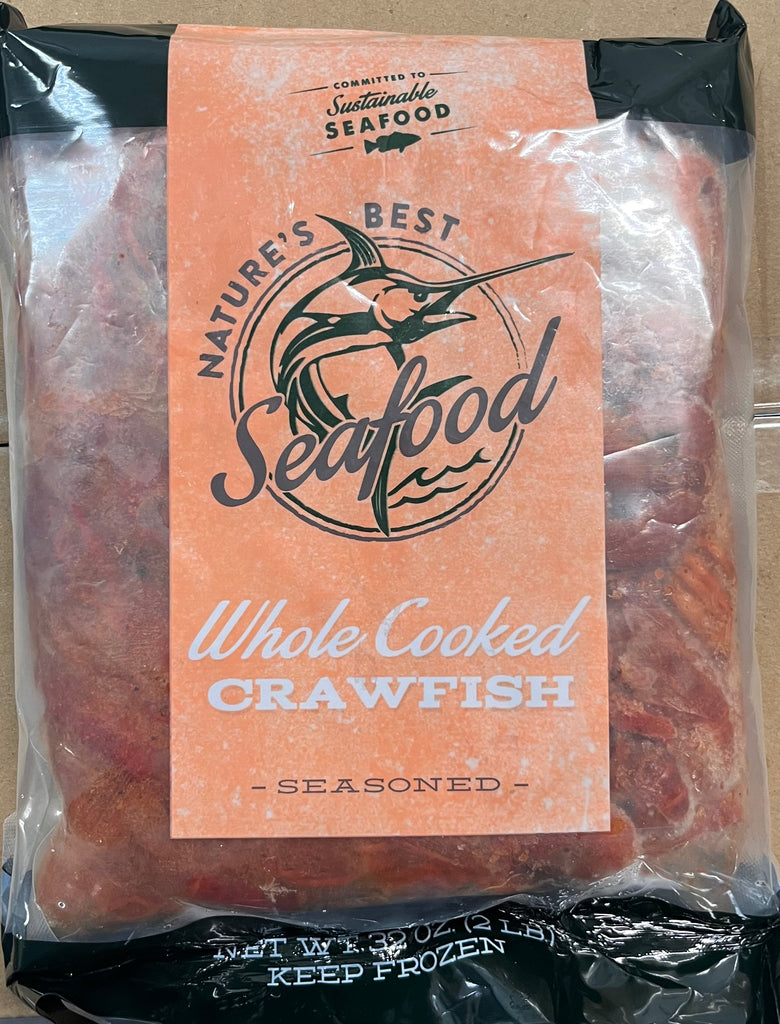 COMMITTED TO
Sustainable
SEAFOOD
NATURE'S BEST
Seafood
Whole Cooked
CRAWFISH
- SEASONED -
NET WT. 32 OZ (2 LB)
KEEP FROZEN